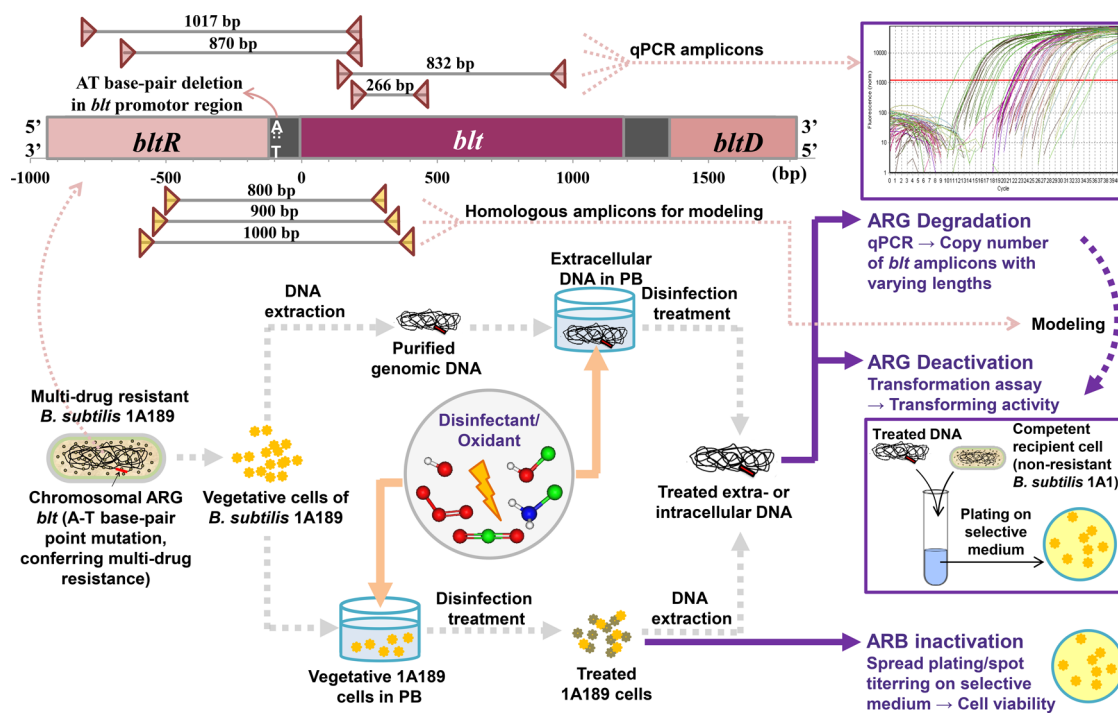 1017 bp
870 bp
832 bp
266 bp
qPCR amplicons
AT base-pair deletion
in blt promotor region
5’
3’
bltR
A
T
blt
bltD
3’
5’
-1000
-500
0
500
1000
1500
(bp)
800 bp
900 bp
1000 bp
Homologous amplicons for modeling
Fluorescence (norm.)
1000
100
10
1
Cycle
ARG Degradation
qPCR → Copy number
of blt amplicons with
varying lengths
Modeling
ARG Deactivation
Transformation assay
→ Transforming activity
DNA
extraction
Purified
genomic DNA
Extracellular
DNA in PB
Disinfection
treatment
Multi-drug resistant
B. subtilis 1A189
Chromosomal ARG
blt (A-T base-pair
point mutation,
conferring multi-drug
resistance)
Vegetative cells of
B. subtilis 1A189
Disinfectant/
Oxidant
Treated extra- or
intracellular DNA
Treated DNA
Competent
recipient cell
(non-resistant
B. subtilis 1A1)
Plating on
selective
medium
Vegetative 1A189
cells in PB
Disinfection
treatment
Treated
1A189 cells
DNA
extraction
ARB inactivation
Spread plating/spot
titerring on selective
medium → Cell viability